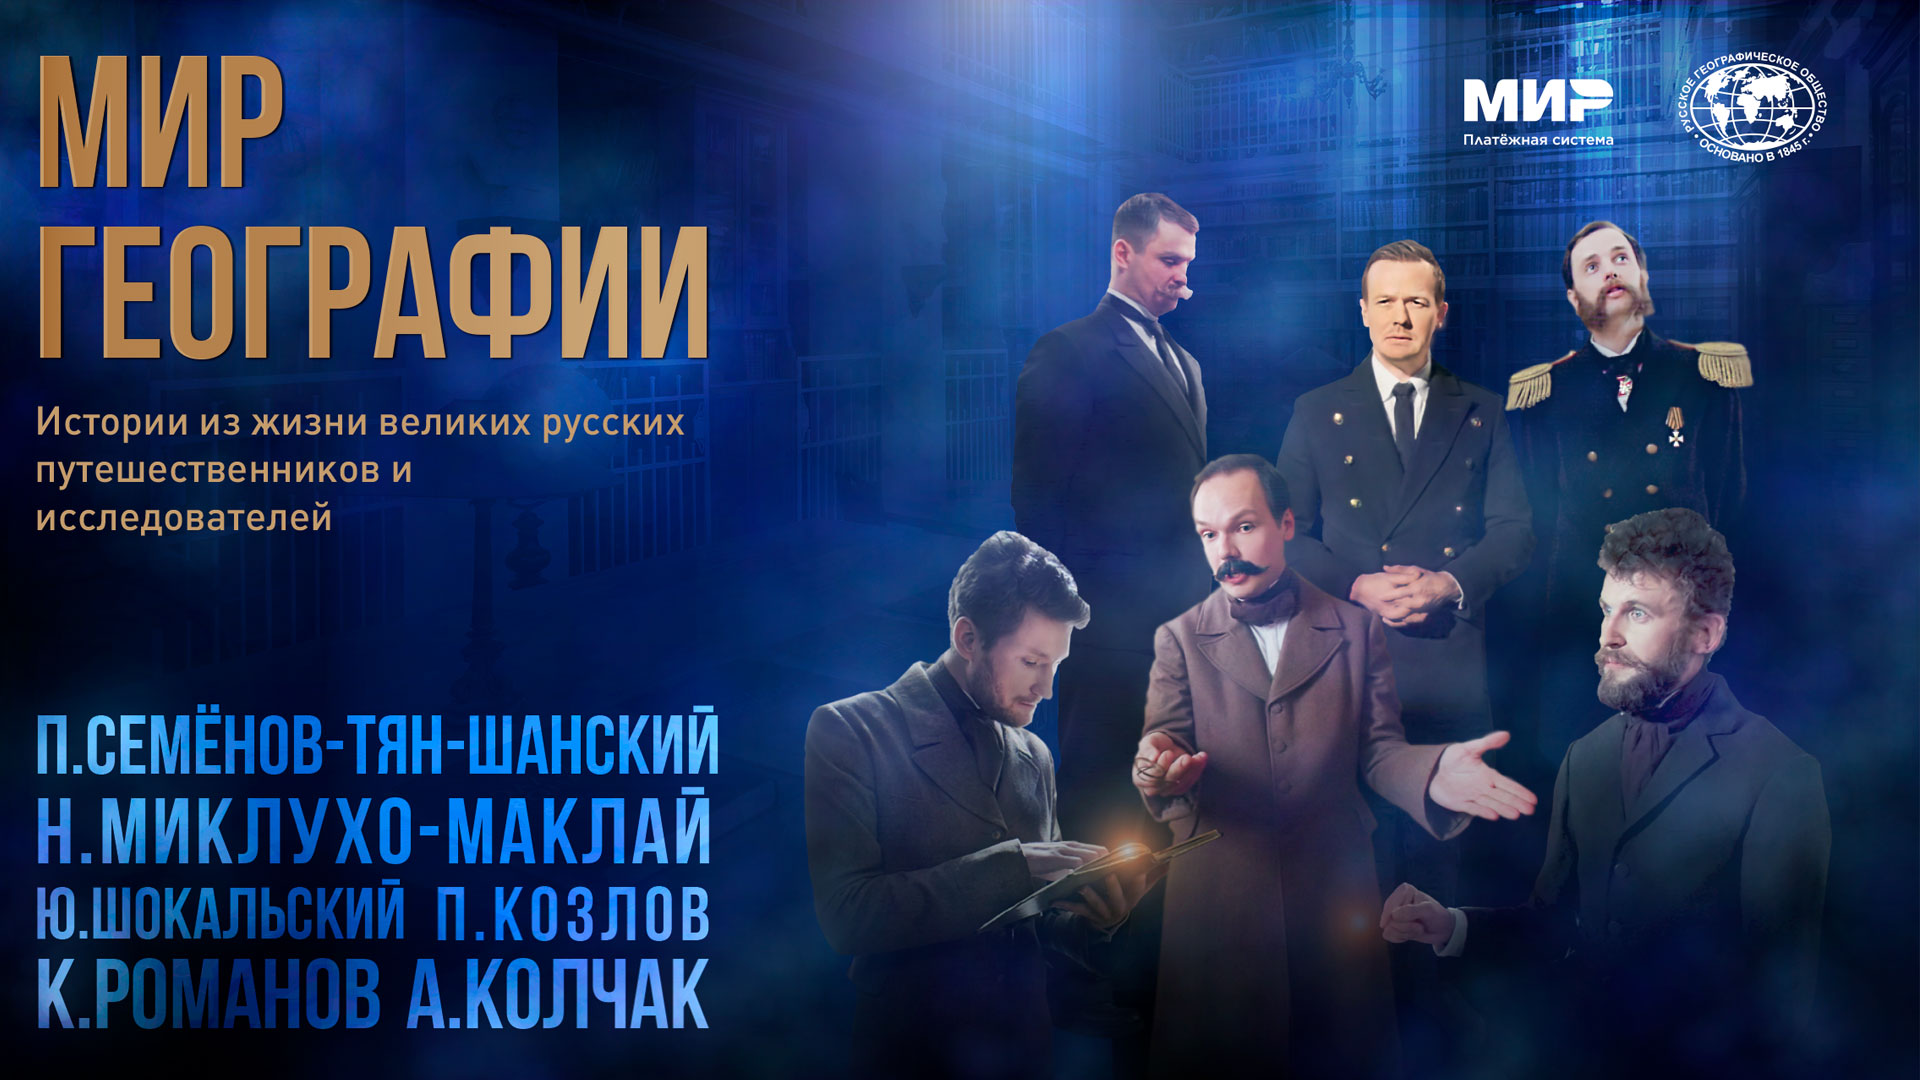 МИР
ГЕОГРАФИИ
Истории из жизни великих русских
путешественников и
исследователей
П.СЕМЁНОВ-ТЯН-ШАНСКИЙ
Н.МИКЛУХО-МАКЛАЙ
Ю.ШОКАЛЬСКИЙ П.КОЗЛОВ
К.РОМАНОВ А.КОЛЧАК
МИР
Платёжная система
РУССКОЕ ГЕОГРАФИЧЕСКОЕ ОБЩЕСТВО
• ОСНОВАНО В 1845 г. •